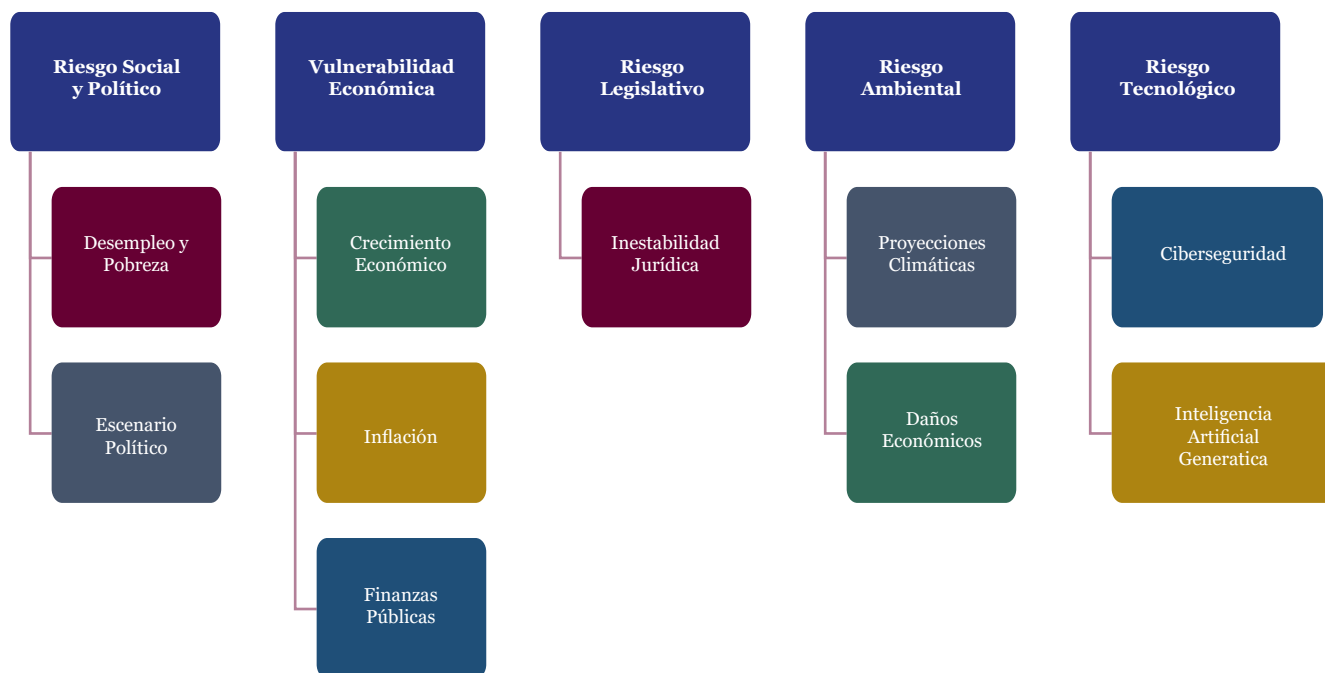 Riesgo Social
y Político
Vulnerabilidad
Económica
Riesgo
Legislativo
Riesgo
Ambiental
Riesgo
Tecnológico
Desempleo y
Pobreza
Crecimiento
Económico
Inestabilidad
Jurídica
Proyecciones
Climáticas
Ciberseguridad
Escenario
Político
Inflación
Daños
Económicos
Inteligencia
Artificial
Generatica
Finanzas
Públicas